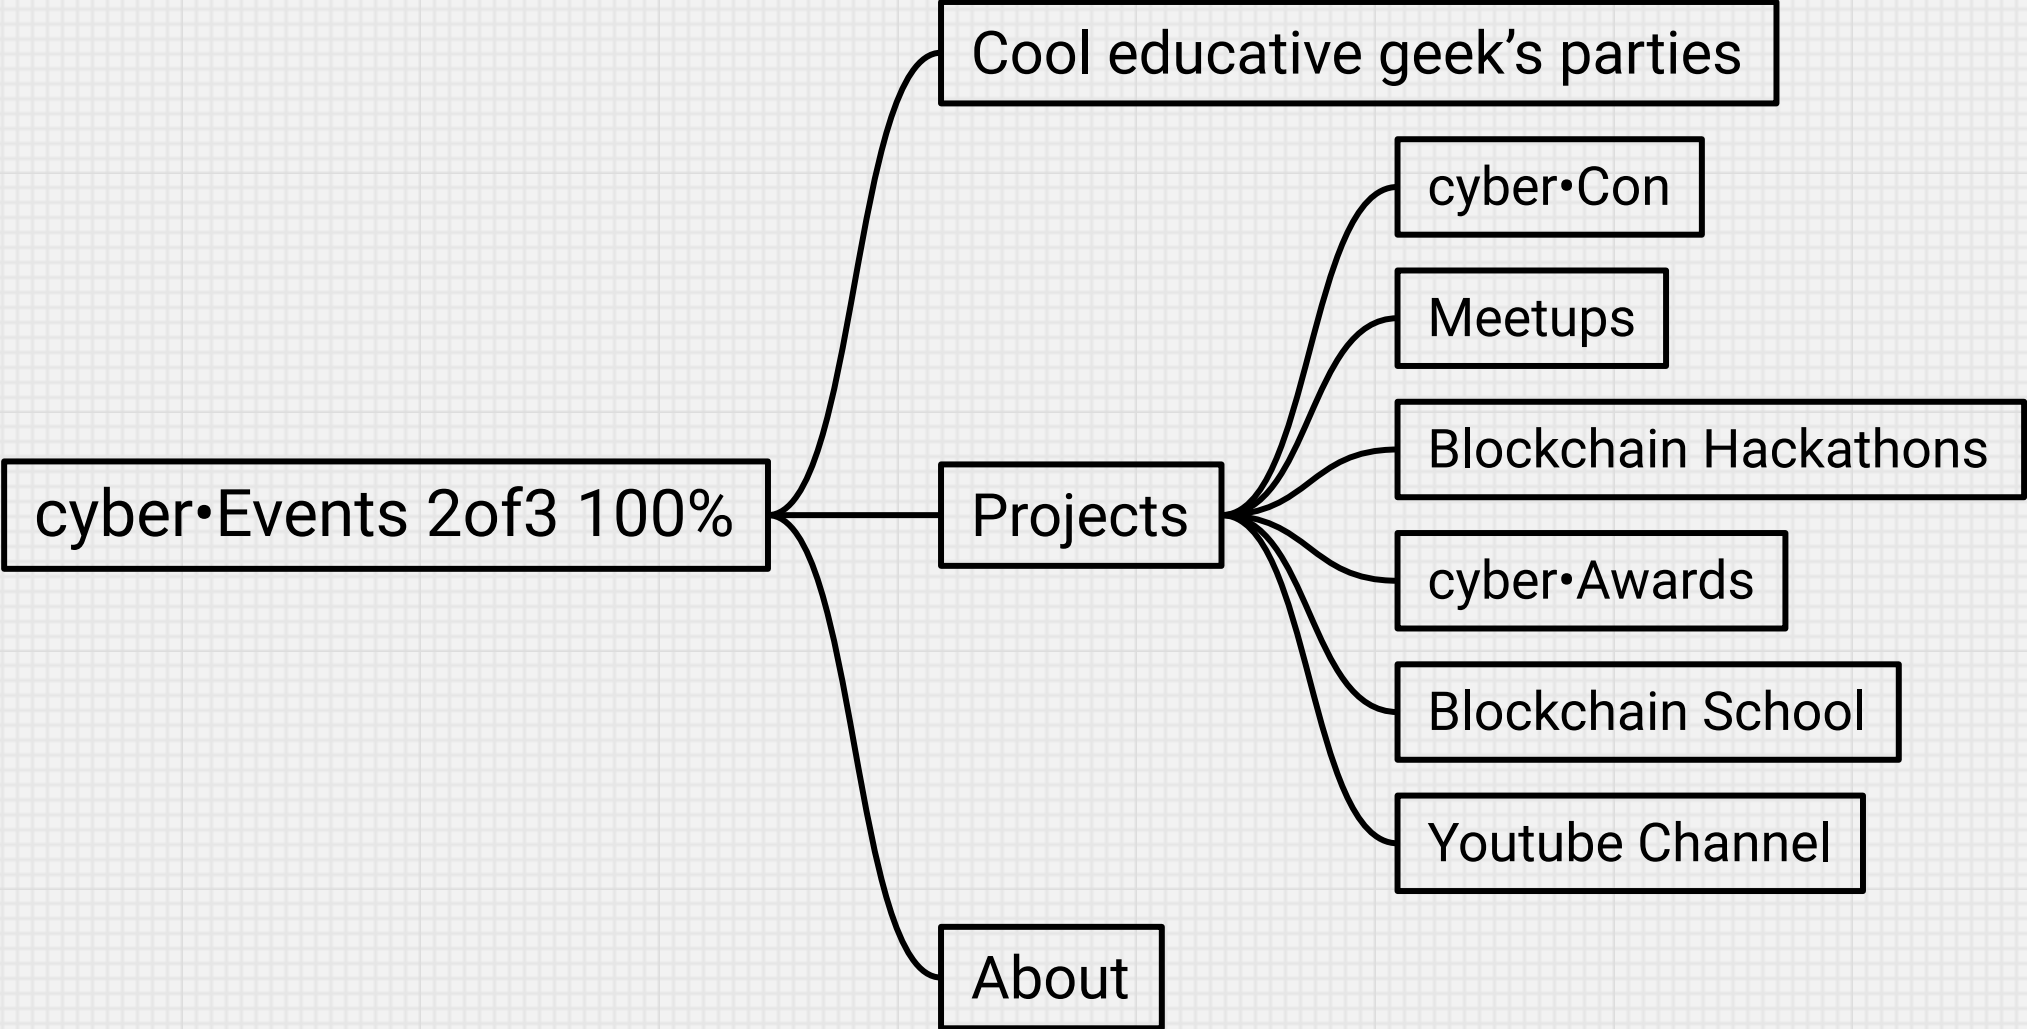 Cool educative geek’s parties
cyber•Con
Meetups
Blockchain Hackathons
cyber•Events 2of3 100%
Projects
cyber•Awards
Blockchain School
Youtube Channel
About